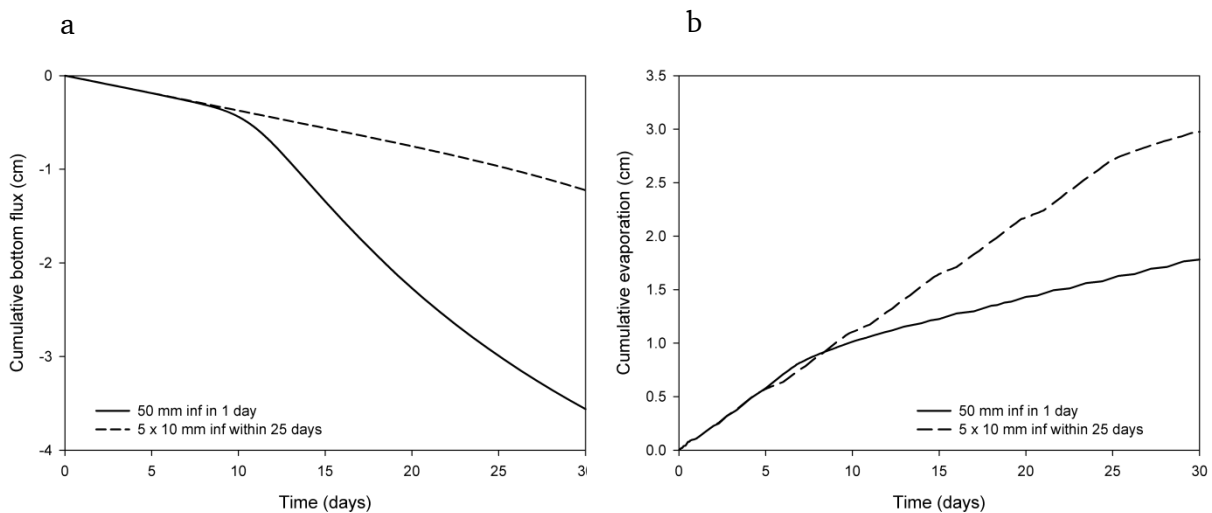 a
0
-1
-2
-3
-4
Cumulative bottom flux (cm)
50 mm inf in 1 day
5 x 10 mm inf within 25 days
0 5 10 15 20 25 30
Time (days)
b
3.5
3.0
2.5
2.0
1.5
1.0
0.5
0.0
Cumulative evaporation (cm)
50 mm inf in 1 day
5 x 10 mm inf within 25 days
0 5 10 15 20 25 30
Time (days)